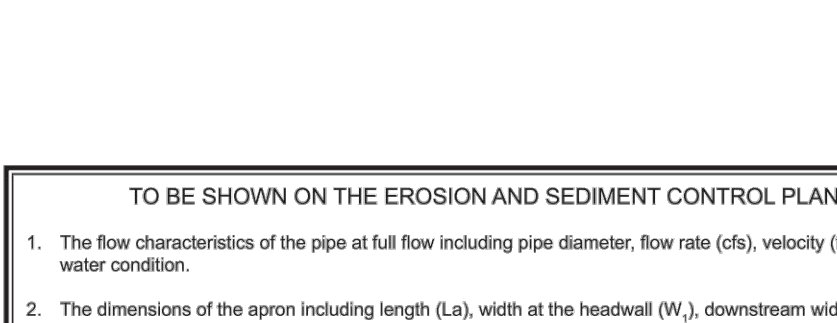 TO BE SHOWN ON THE EROSION AND SEDIMENT CONTROL PLAN
1. The flow characteristics of the pipe at full flow including pipe diameter, flow rate (cfs), velocity (
water condition.
2. The dimensions of the apron including length (La), width at the headwall (W₁), downstream